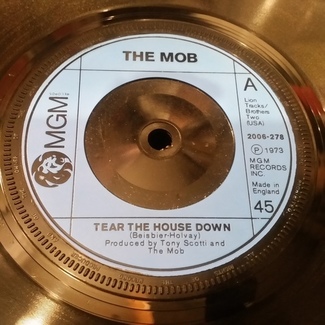 THE MOB
A
Lion
Tracks/
Brothers
Two
(USA)
2006-278
Ⓟ 1973
MGM
RECORDS
INC.
Made in
England
45
MGM
TEAR THE HOUSE DOWN
(Beisbier-Holvay)
Produced by Tony Scotti and
The Mob